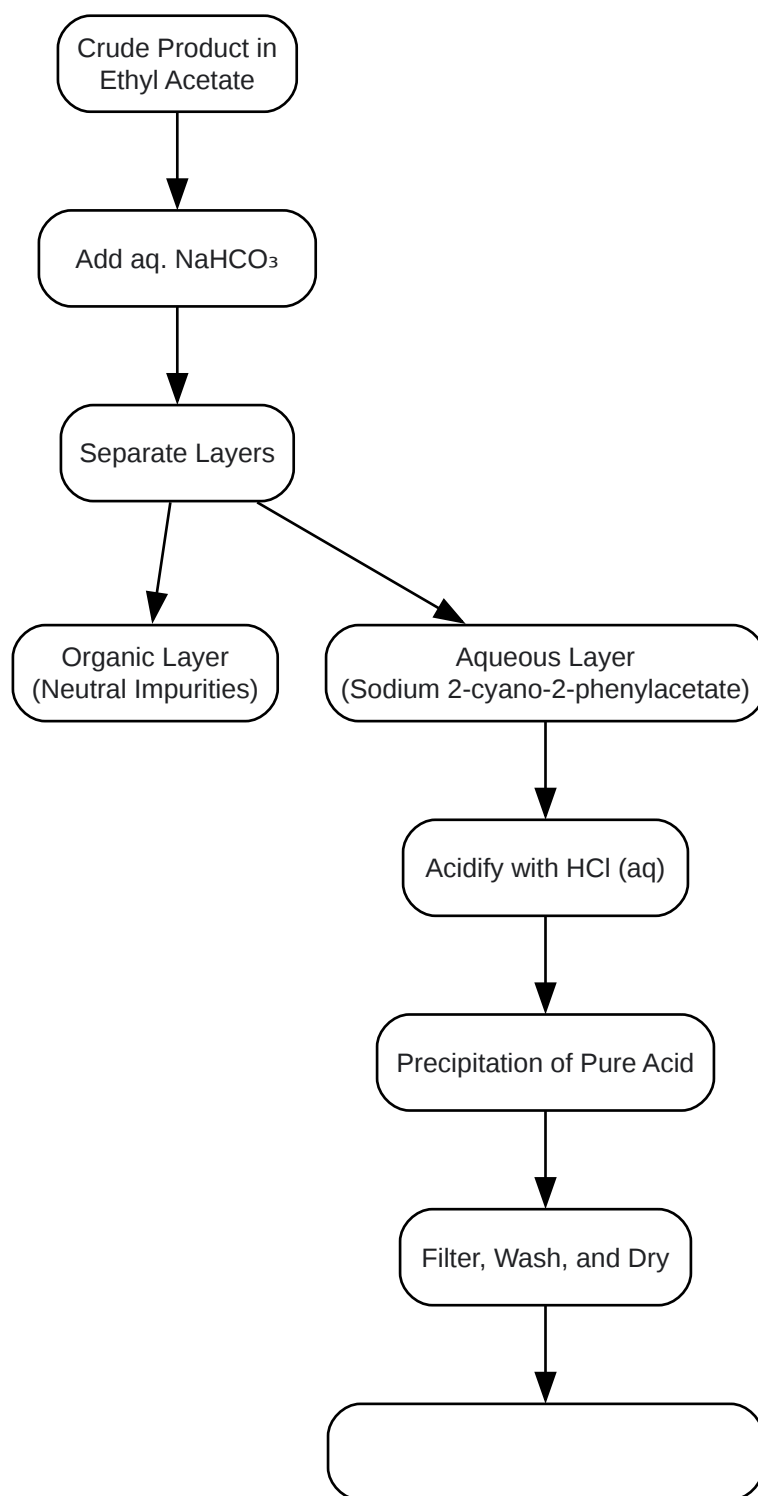 Crude Product in
Ethyl Acetate
Add aq. NaHCO₃
Separate Layers
Organic Layer
(Neutral Impurities)
Aqueous Layer
(Sodium 2-cyano-2-phenylacetate)
Acidify with HCl (aq)
Precipitation of Pure Acid
Filter, Wash, and Dry